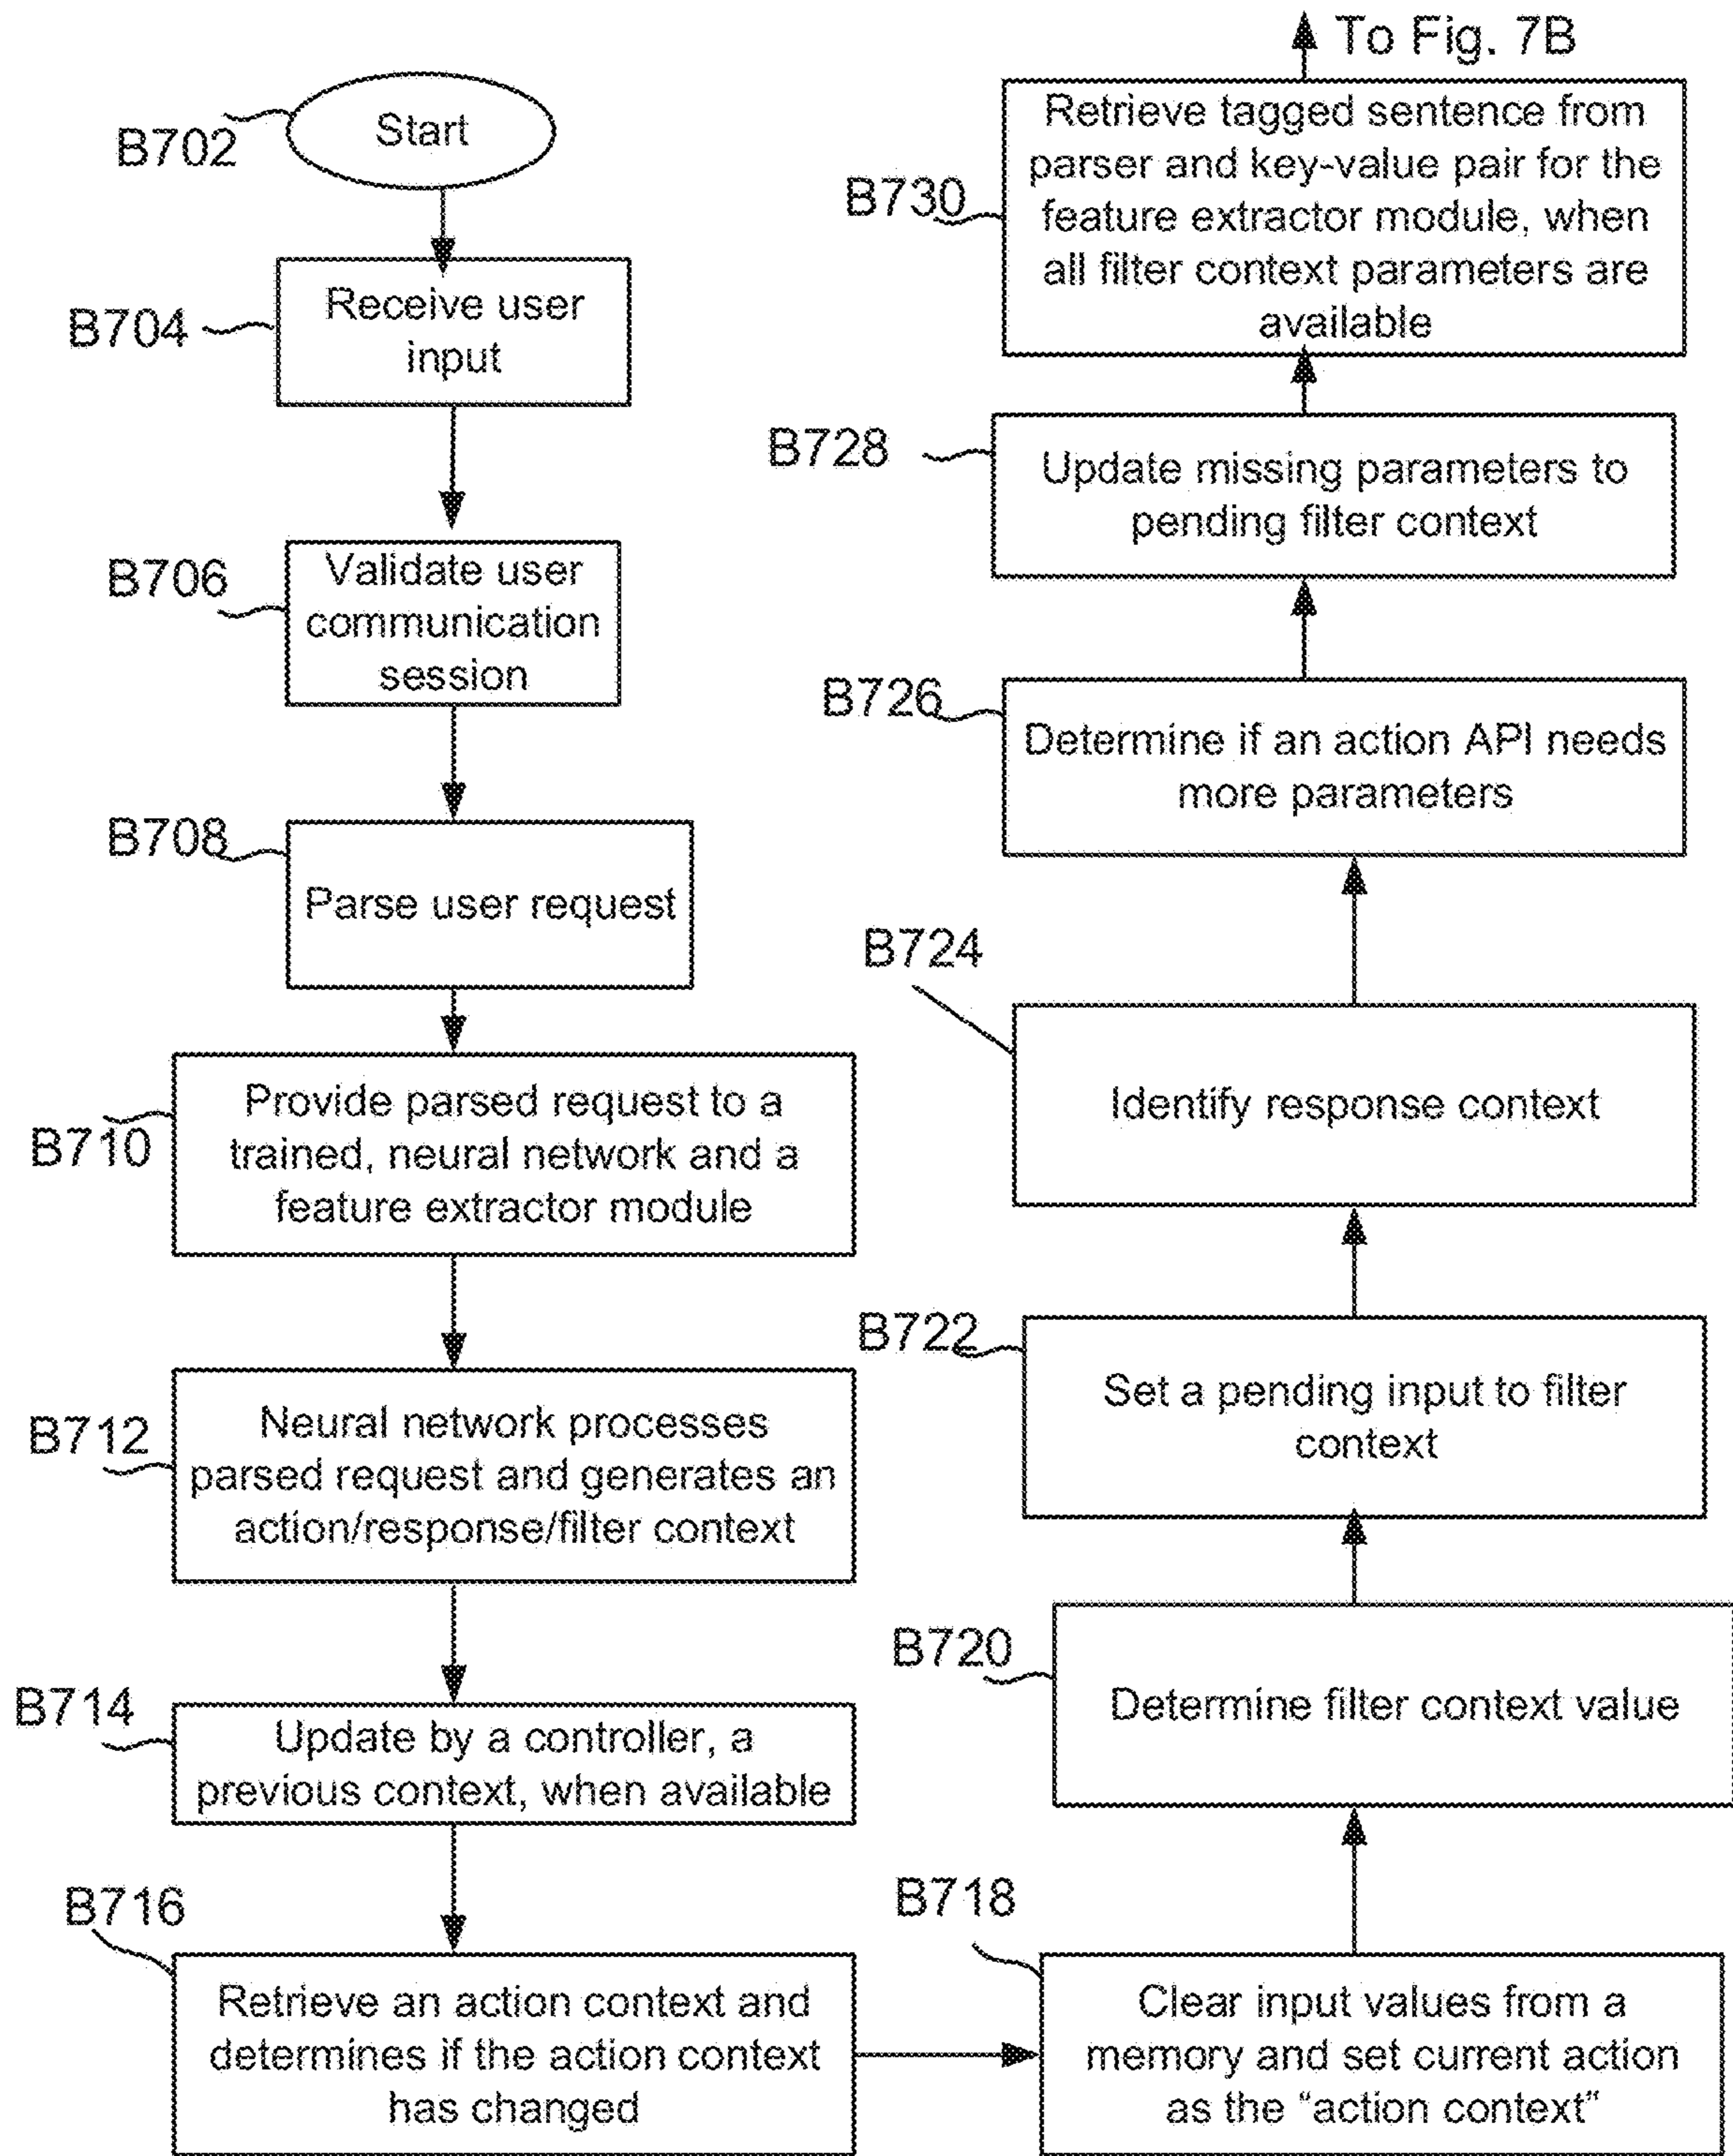 B702
Start
B704
Receive user
input
B706
Validate user
communication
session
B708
Parse user request
B710
Provide parsed request to a
trained, neural network and a
feature extractor module
B712
Neural network processes
parsed request and generates an
action/response/filter context
B714
Update by a controller, a
previous context, when available
B716
Retrieve an action context and
determines if the action context
has changed
B718
Clear input values from a
memory and set current action
as the “action context”
B720
Determine filter context value
B722
Set a pending input to filter
context
B724
Identify response context
B726
Determine if an action API needs
more parameters
B728
Update missing parameters to
pending filter context
B730
Retrieve tagged sentence from
parser and key-value pair for the
feature extractor module, when
all filter context parameters are
available
To Fig. 7B